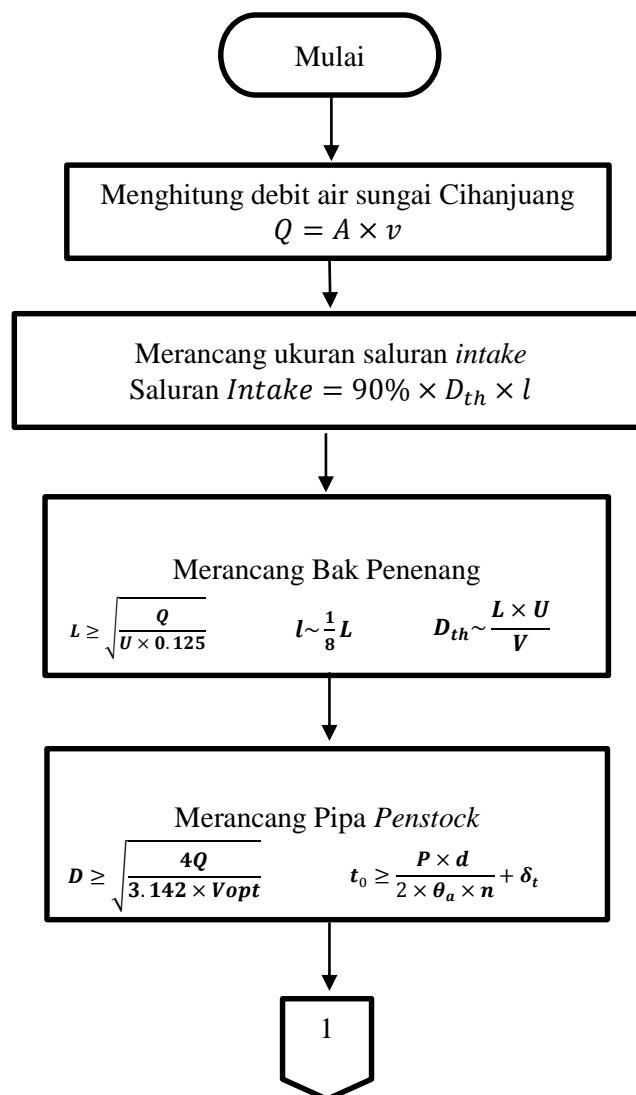 Mulai
Menghitung debit air sungai Cihanjuang
Q = A × v
Merancang ukuran saluran intake
Saluran Intake = 90% × D_th × l
Merancang Bak Penenang
L ≥ √(Q / (U × 0.125)) l~ 1/8 L D_th~ (L × U) / V
Merancang Pipa Penstock
D ≥ √(4Q / (3.142 × Vopt)) t_0 ≥ (P × d) / (2 × θ_a × n) + δ_t
1